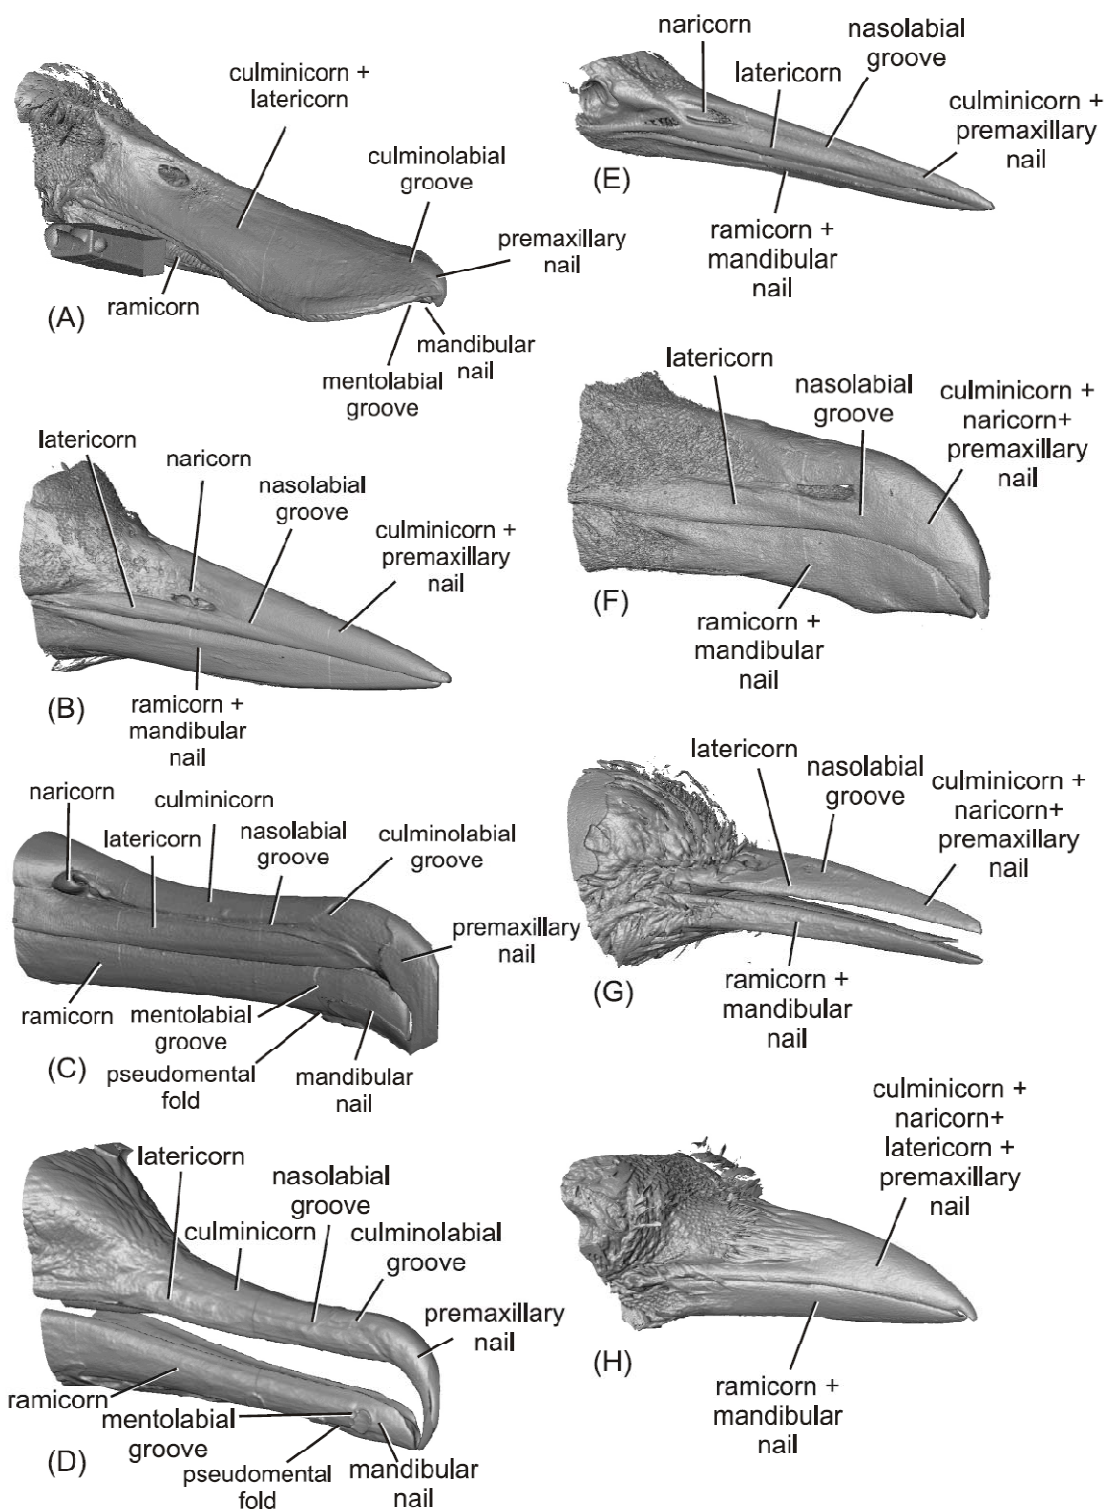 culminicorn +
latericorn
culminolabial
groove
premaxillary
nail
ramicorn
mandibular
nail
mentolabial
groove
(A)
latericorn
naricorn
nasolabial
groove
culminicorn +
premaxillary
nail
ramicorn +
mandibular
nail
(B)
naricorn
culminicorn
latericorn
nasolabial
groove
culminolabial
groove
premaxillary
nail
ramicorn
mentolabial
groove
pseudomental
fold
mandibular
nail
(C)
latericorn
nasolabial
groove
culminicorn
culminolabial
groove
premaxillary
nail
ramicorn
mentolabial
groove
pseudomental
fold
mandibular
nail
(D)
naricorn
nasolabial
groove
latericorn
culminicorn +
premaxillary
nail
(E)
ramicorn +
mandibular
nail
latericorn
nasolabial
groove
culminicorn +
naricorn+
premaxillary
nail
(F)
ramicorn +
mandibular
nail
latericorn
nasolabial
groove
culminicorn +
naricorn+
premaxillary
nail
(G)
ramicorn +
mandibular
nail
culminicorn +
naricorn+
latericorn +
premaxillary
nail
(H)
ramicorn +
mandibular
nail